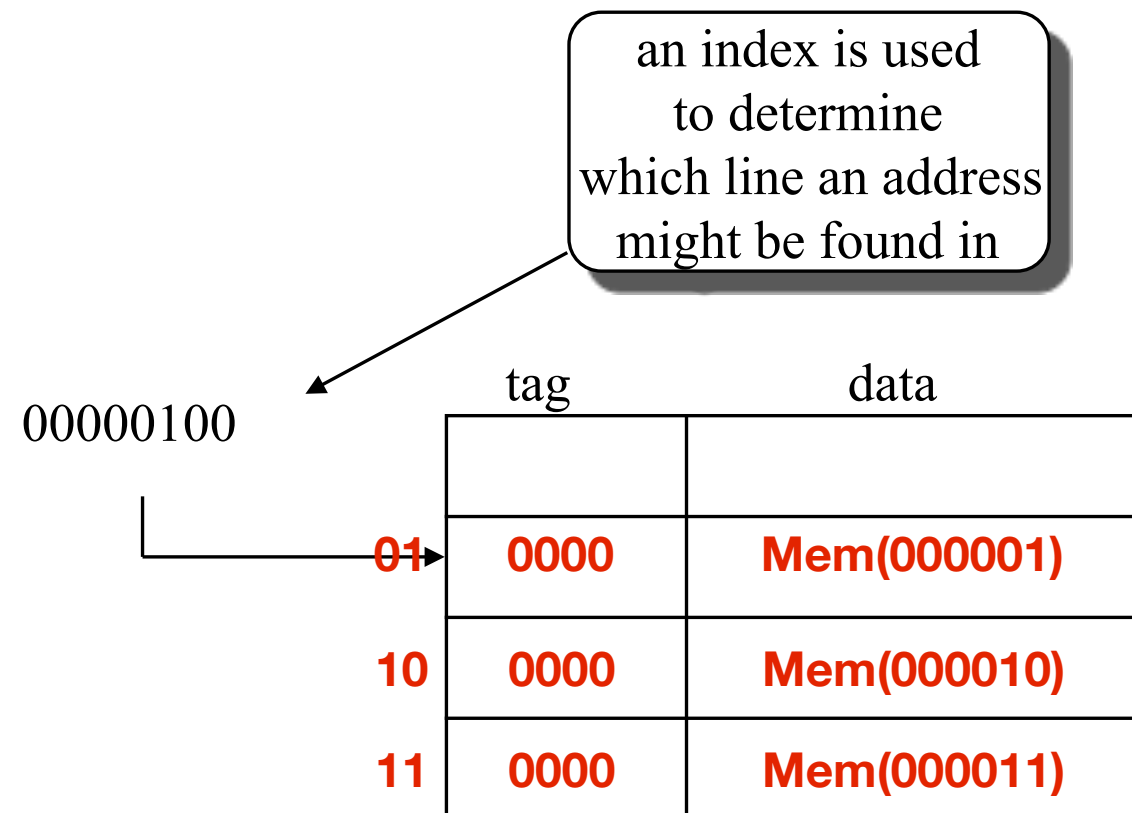 an index is used
to determine
which line an address
might be found in
tag data
00000100
01 0000 Mem(000001)
10 0000 Mem(000010)
11 0000 Mem(000011)